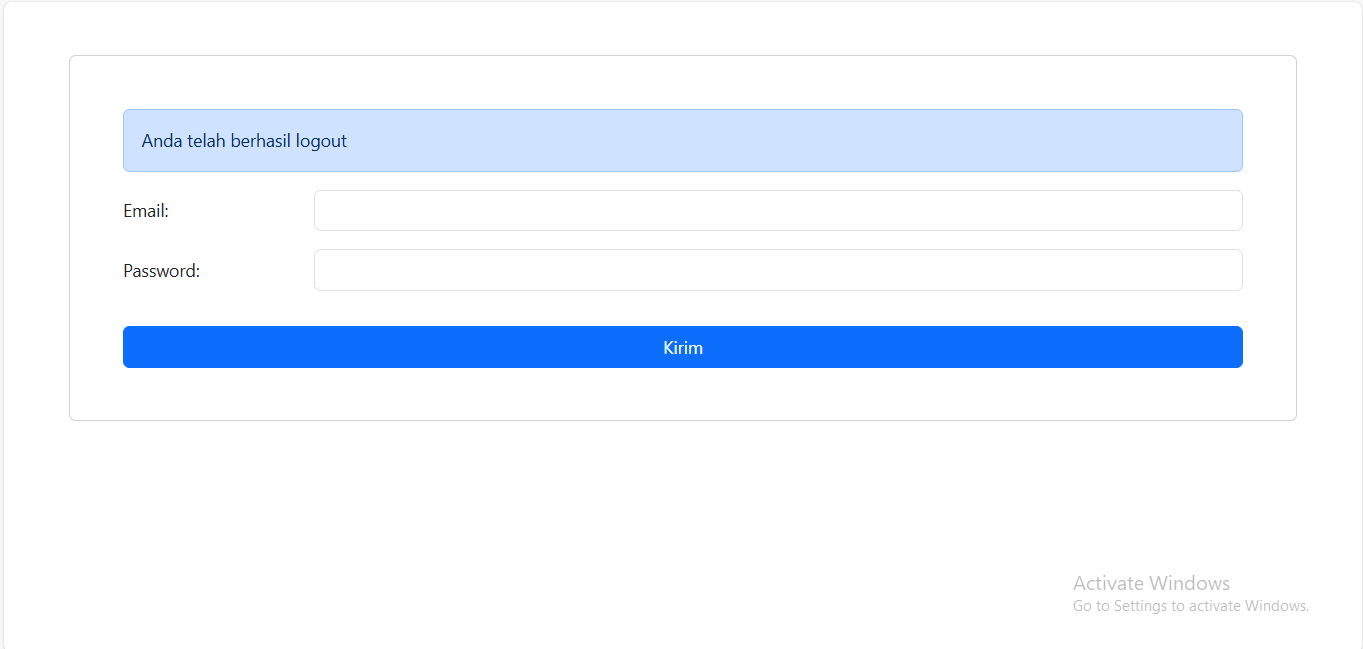 Anda telah berhasil logout
Email:
Password:
Kirim
Activate Windows
Go to Settings to activate Windows.